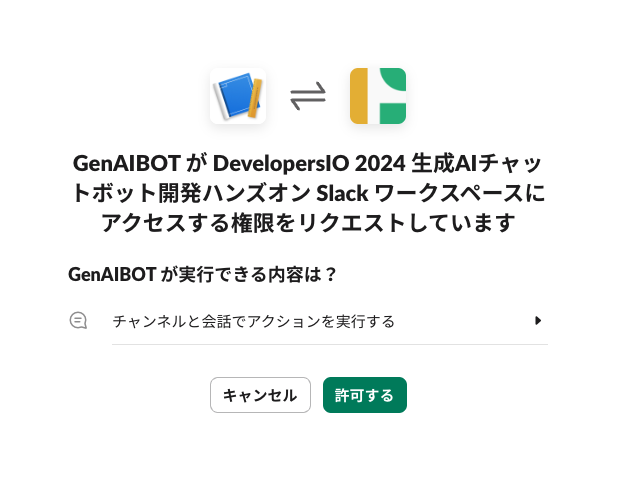 GenAIBOT が DevelopersIO 2024 生成AIチャッ
トボット開発ハンズオン Slack ワークスペースに
アクセスする権限をリクエストしています
GenAIBOT が実行できる内容は？
チャンネルと会話でアクションを実行する
キャンセル
許可する